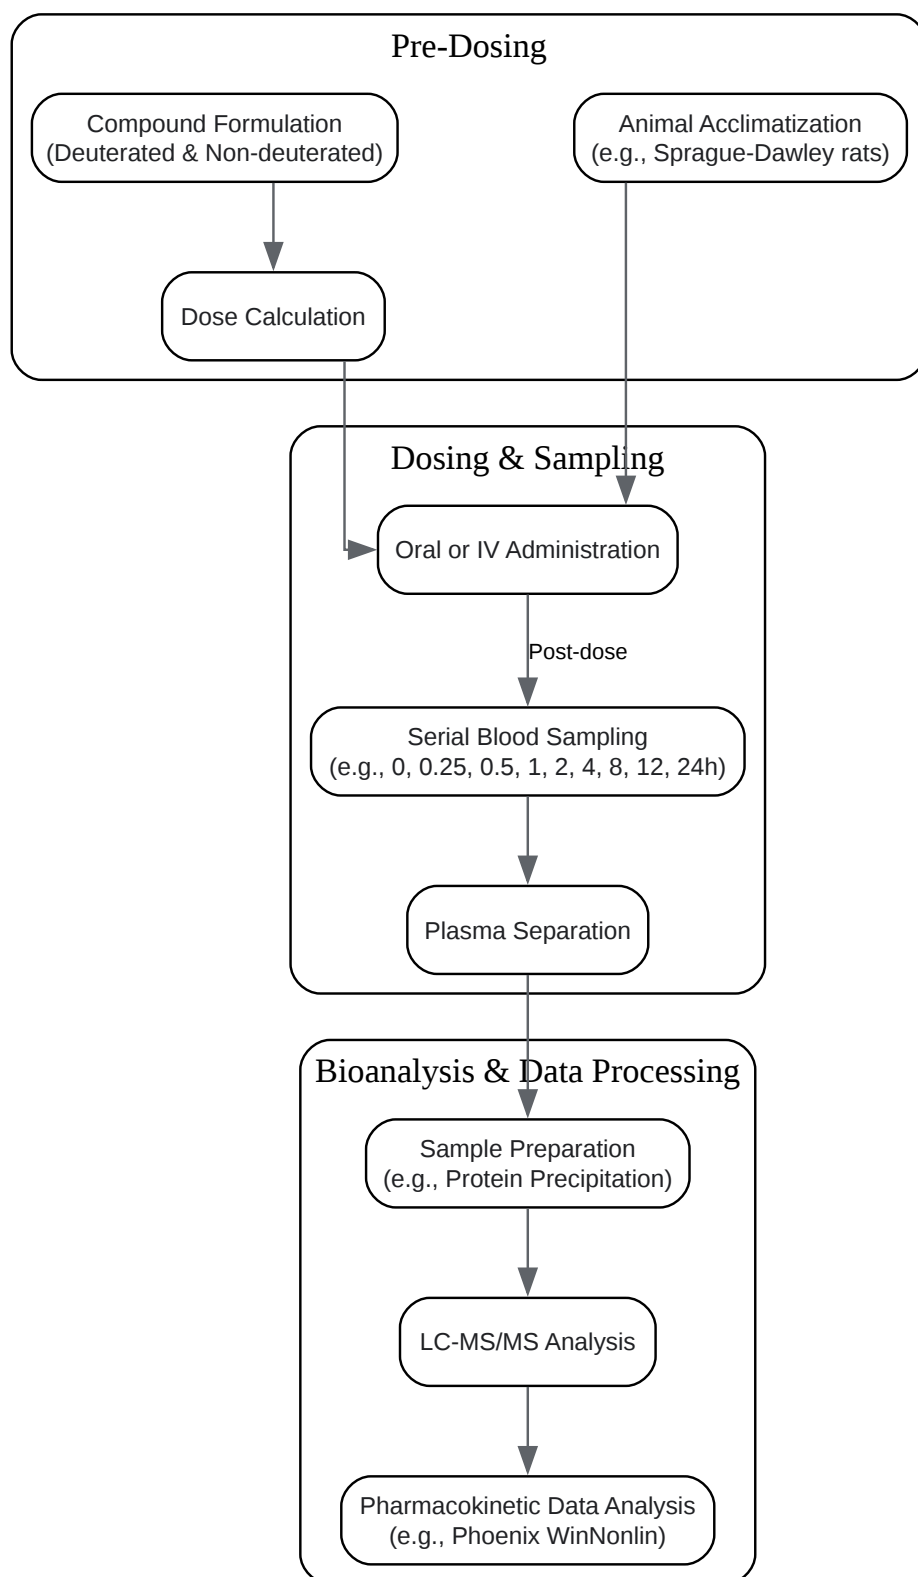 Pre-Dosing
Compound Formulation
(Deuterated & Non-deuterated)
Animal Acclimatization
(e.g., Sprague-Dawley rats)
Dose Calculation
Dosing & Sampling
Oral or IV Administration
Post-dose
Serial Blood Sampling
(e.g., 0, 0.25, 0.5, 1, 2, 4, 8, 12, 24h)
Plasma Separation
Bioanalysis & Data Processing
Sample Preparation
(e.g., Protein Precipitation)
LC-MS/MS Analysis
Pharmacokinetic Data Analysis
(e.g., Phoenix WinNonlin)